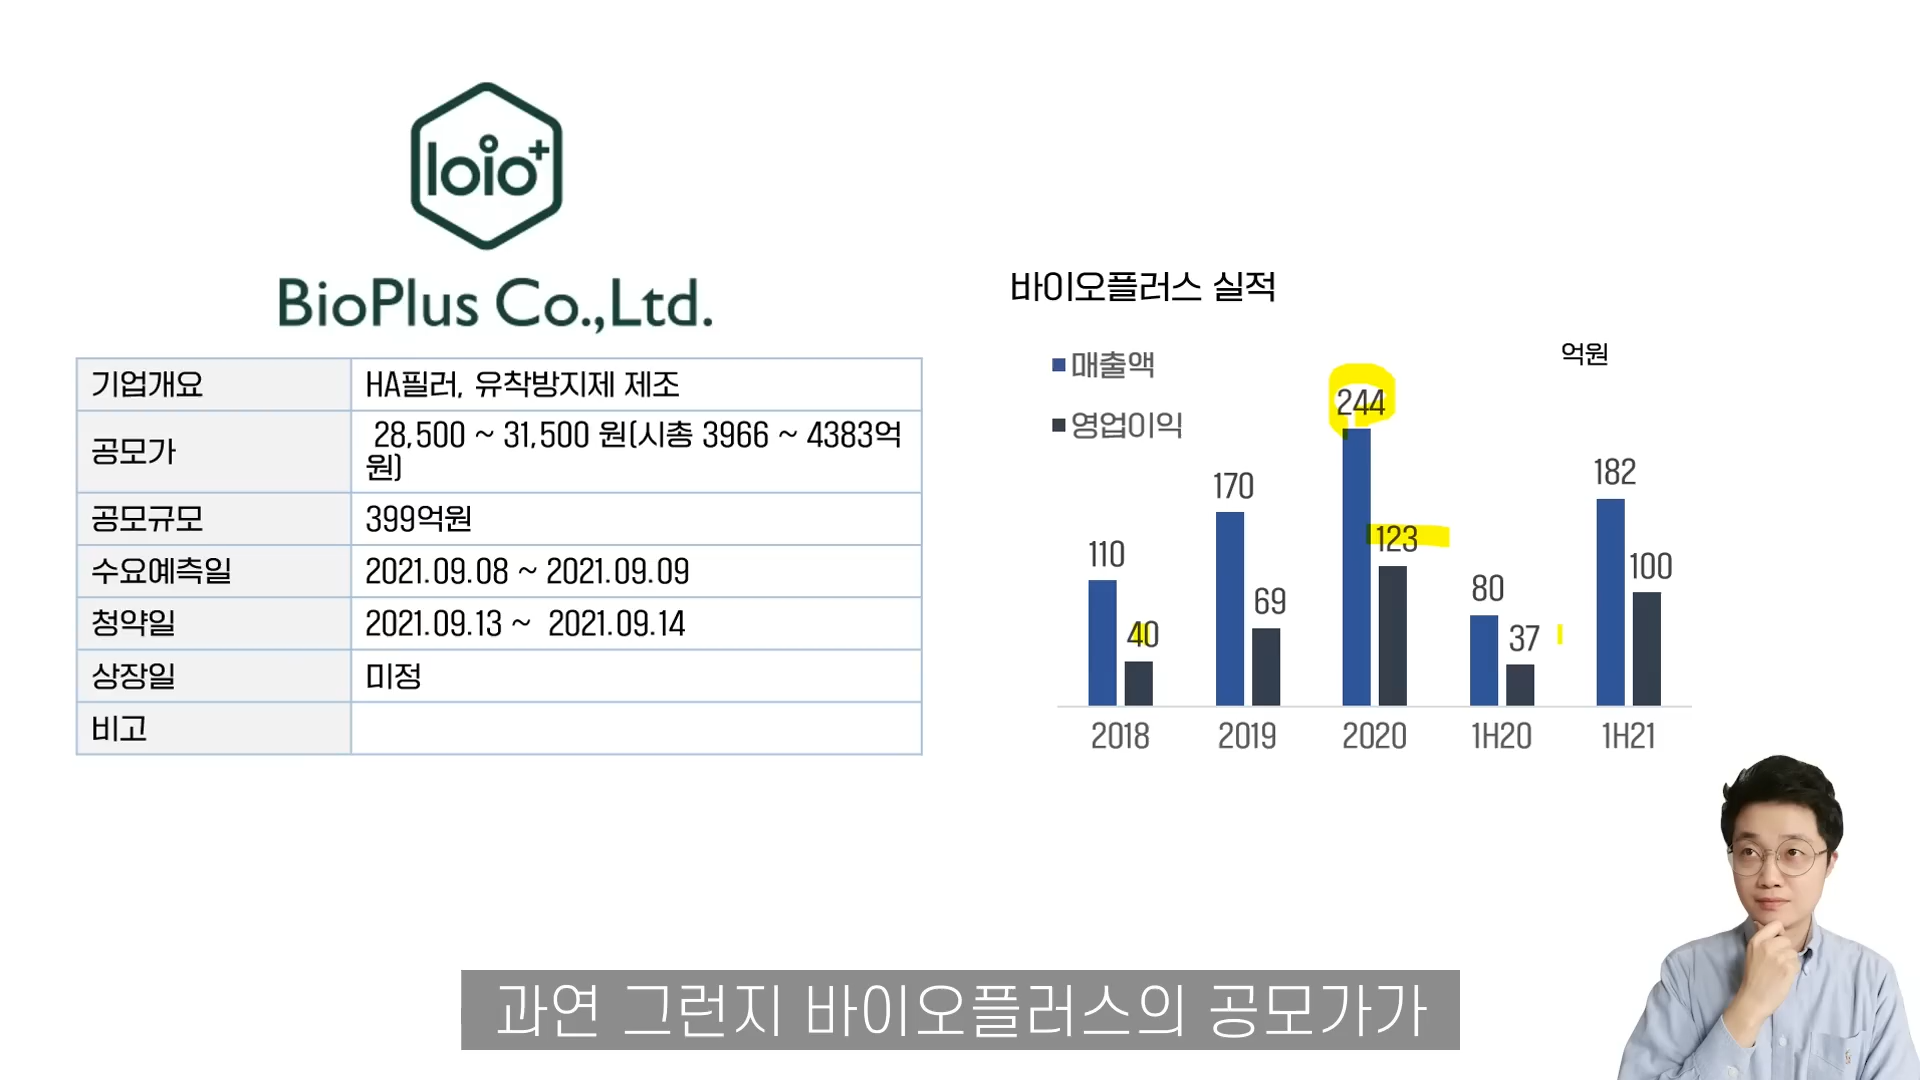 loio+
BioPlus Co.,Ltd.
기업개요 HA필러, 유착방지제 제조
공모가 28,500 ~ 31,500 원(시총 3966 ~ 4383억
원)
공모규모 399억원
수요예측일 2021.09.08 ~ 2021.09.09
청약일 2021.09.13 ~ 2021.09.14
상장일 미정
비고
바이오플러스 실적
억원
매출액
영업이익
110
40
170
69
244
123
80
37
182
100
2018 2019 2020 1H20 1H21
과연 그런지 바이오플러스의 공모가가